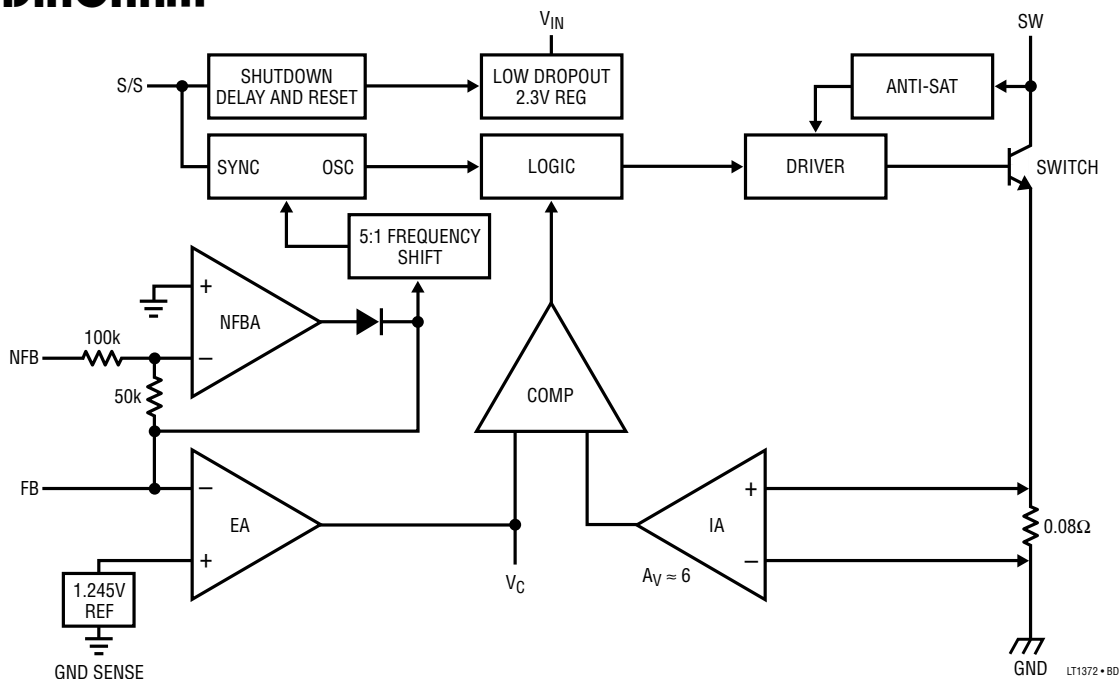 V_IN
SW
S/S
SHUTDOWN
DELAY AND RESET
LOW DROPOUT
2.3V REG
ANTI-SAT
SYNC
OSC
LOGIC
DRIVER
SWITCH
5:1 FREQUENCY
SHIFT
+
NFBA
–
100k
NFB
50k
COMP
FB
–
EA
+
+
IA
–
0.08Ω
A_V ≈ 6
V_C
1.245V
REF
GND SENSE
GND
LT1372 • BD